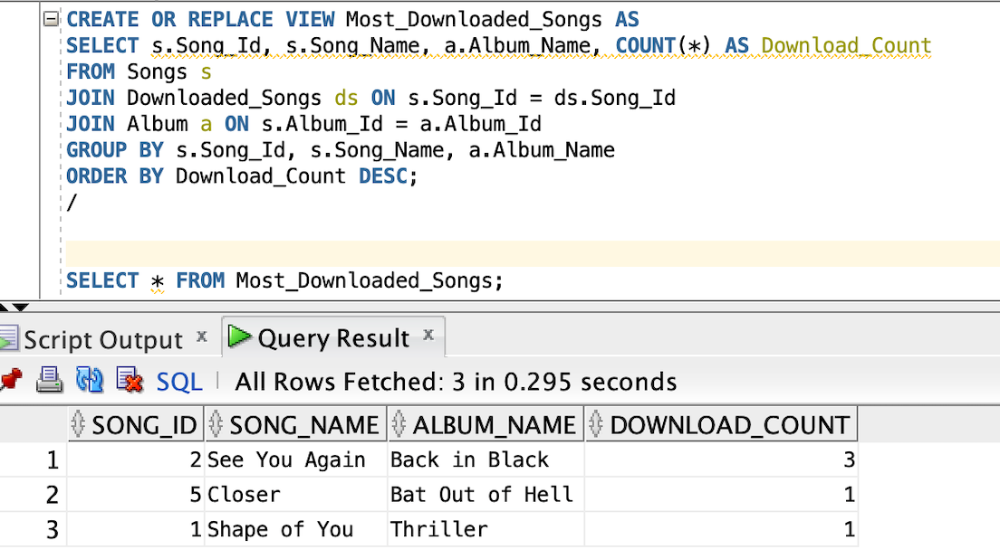 CREATE OR REPLACE VIEW Most_Downloaded_Songs AS
SELECT s.Song_Id, s.Song_Name, a.Album_Name, COUNT(*) AS Download_Count
FROM Songs s
JOIN Downloaded_Songs ds ON s.Song_Id = ds.Song_Id
JOIN Album a ON s.Album_Id = a.Album_Id
GROUP BY s.Song_Id, s.Song_Name, a.Album_Name
ORDER BY Download_Count DESC;
/
SELECT * FROM Most_Downloaded_Songs;
Script Output x Query Result x
SQL | All Rows Fetched: 3 in 0.295 seconds
SONG_ID SONG_NAME ALBUM_NAME DOWNLOAD_COUNT
1 2 See You Again Back in Black 3
2 5 Closer Bat Out of Hell 1
3 1 Shape of You Thriller 1